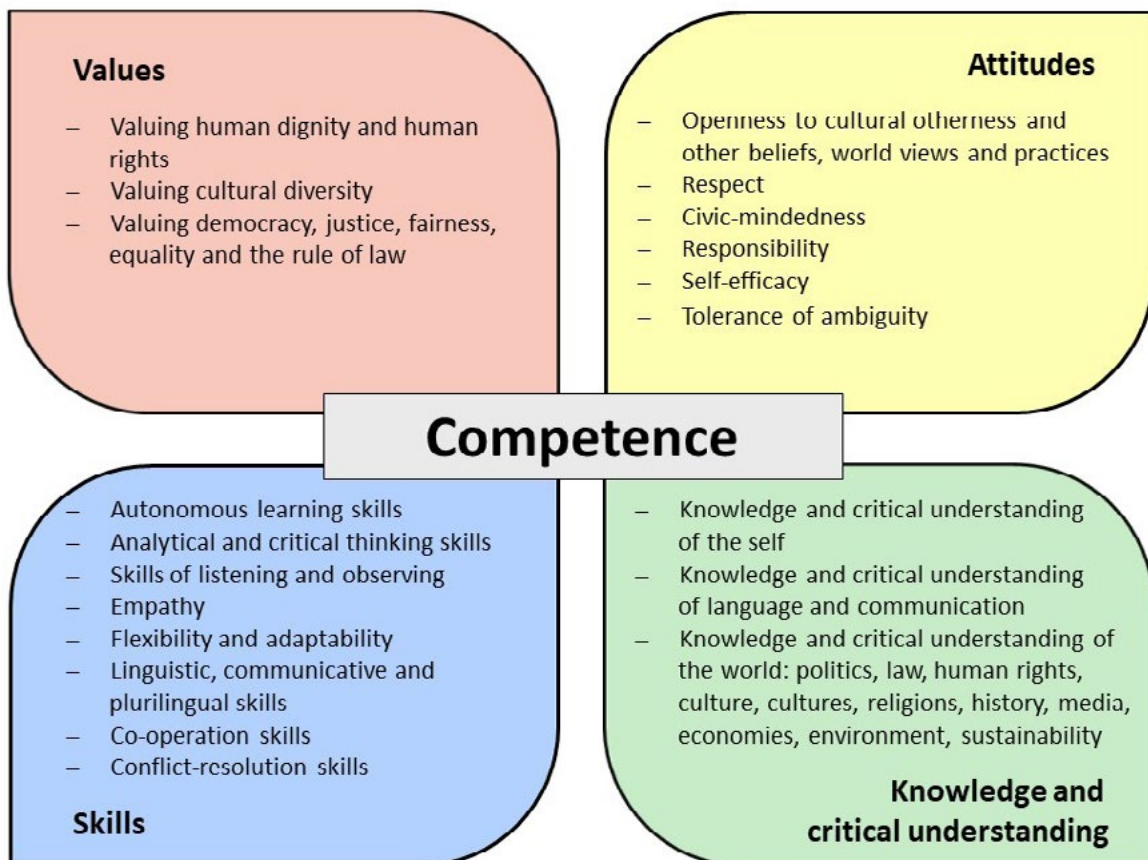 Values
– Valuing human dignity and human
rights
– Valuing cultural diversity
– Valuing democracy, justice, fairness,
equality and the rule of law
Attitudes
– Openness to cultural otherness and
other beliefs, world views and practices
– Respect
– Civic-mindedness
– Responsibility
– Self-efficacy
– Tolerance of ambiguity
Competence
– Autonomous learning skills
– Analytical and critical thinking skills
– Skills of listening and observing
– Empathy
– Flexibility and adaptability
– Linguistic, communicative and
plurilingual skills
– Co-operation skills
– Conflict-resolution skills
Skills
– Knowledge and critical understanding
of the self
– Knowledge and critical understanding
of language and communication
– Knowledge and critical understanding of
the world: politics, law, human rights,
culture, cultures, religions, history, media,
economies, environment, sustainability
Knowledge and
critical understanding